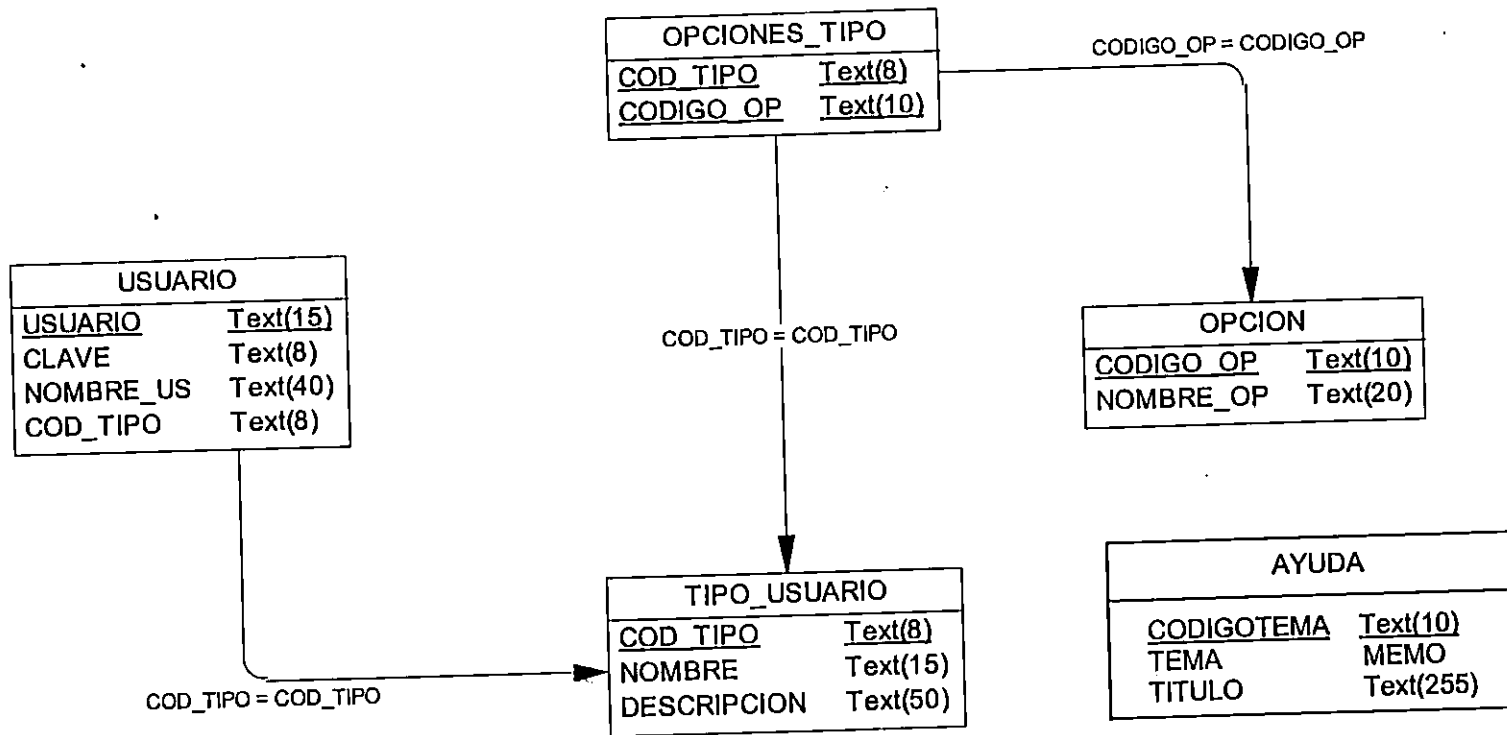 OPCIONES_TIPO
COD_TIPO Text(8)
CODIGO_OP Text(10)
CODIGO_OP = CODIGO_OP
USUARIO
USUARIO Text(15)
CLAVE Text(8)
NOMBRE_US Text(40)
COD_TIPO Text(8)
COD_TIPO = COD_TIPO
OPCION
CODIGO_OP Text(10)
NOMBRE_OP Text(20)
TIPO_USUARIO
COD_TIPO Text(8)
NOMBRE Text(15)
DESCRIPCION Text(50)
COD_TIPO = COD_TIPO
AYUDA
CODIGOTEMA Text(10)
TEMA MEMO
TITULO Text(255)